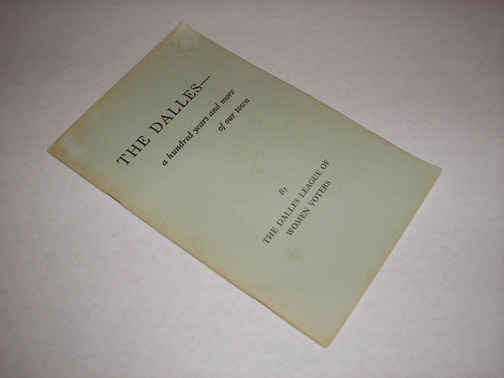 THE DALLES—
a hundred years and more
of our town
By
THE DALLES LEAGUE OF
WOMEN VOTERS